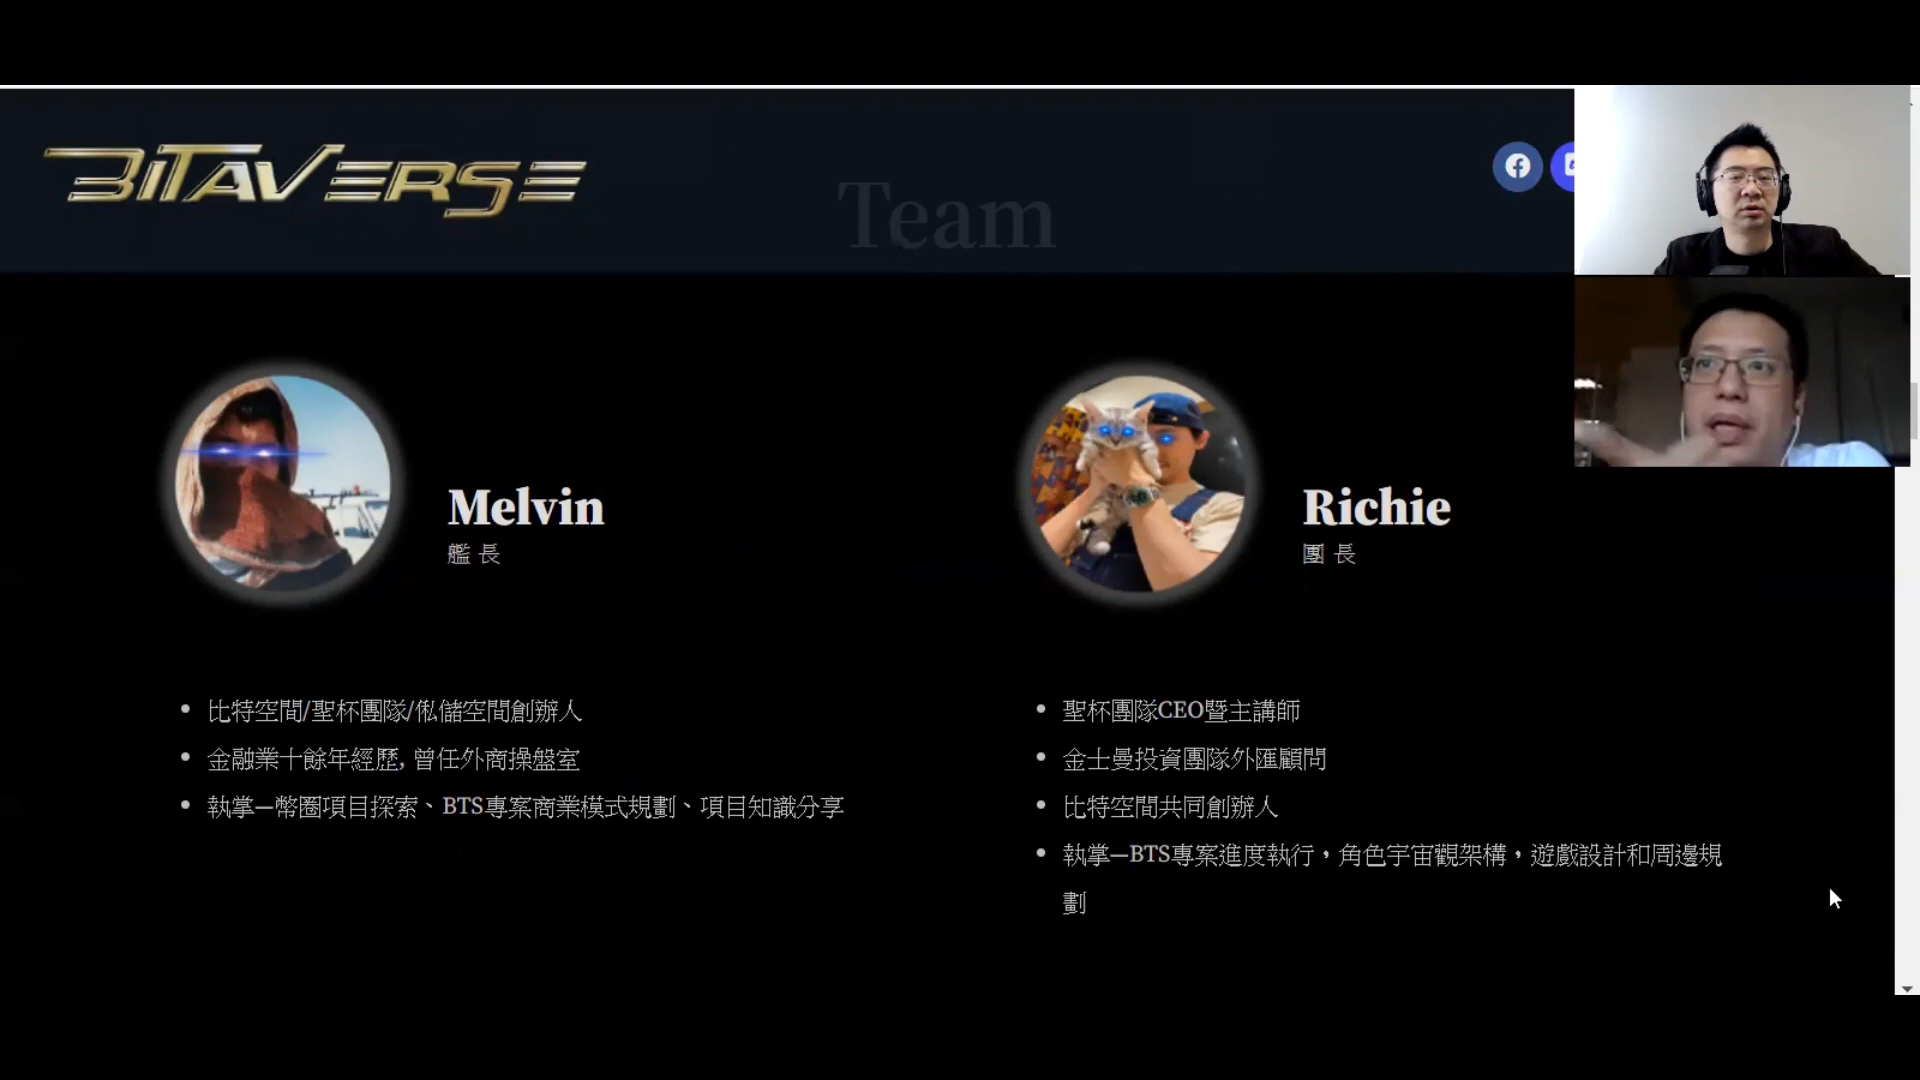 BITAVERSE
Team
Melvin
艦長
比特空間/聖杯團隊/俬儲空間創辦人
金融業十餘年經歷, 曾任外商操盤室
執掌—幣圈項目探索、BTS專案商業模式規劃、項目知識分享
Richie
團長
聖杯團隊CEO暨主講師
金士曼投資團隊外匯顧問
比特空間共同創辦人
執掌—BTS專案進度執行，角色宇宙觀架構，遊戲設計和周邊規
劃